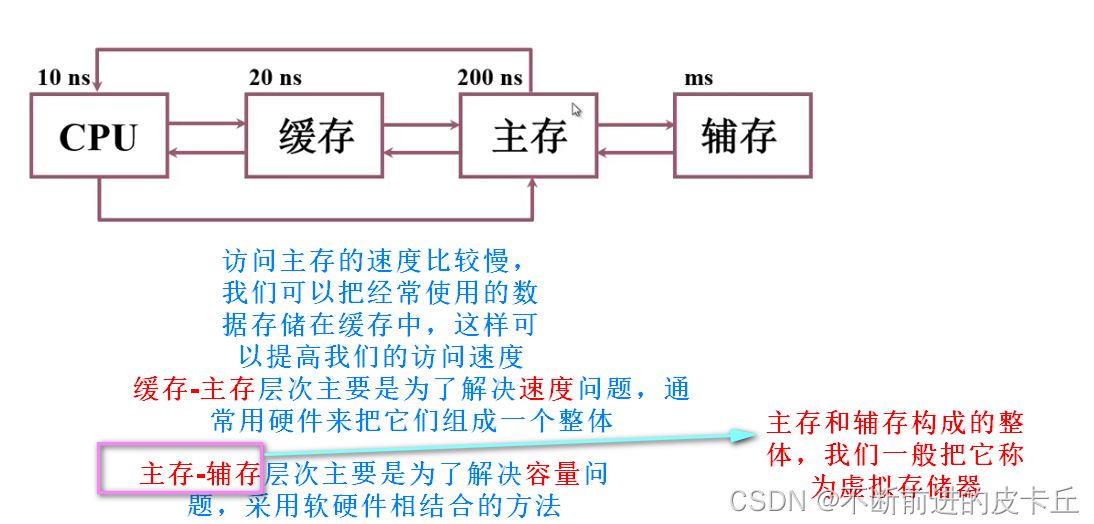 10 ns 20 ns 200 ns ms
CPU 缓存 主存 辅存
访问主存的速度比较慢，
我们可以把经常使用的数
据存储在缓存中，这样可
以提高我们的访问速度
缓存-主存层次主要是为了解决速度问题，通
常用硬件来把它们组成一个整体
主存-辅存层次主要是为了解决容量问
题，采用软硬件相结合的方法
主存和辅存构成的整
体，我们一般把它称
为虚拟存储器
CSDN @不断前进的皮卡丘